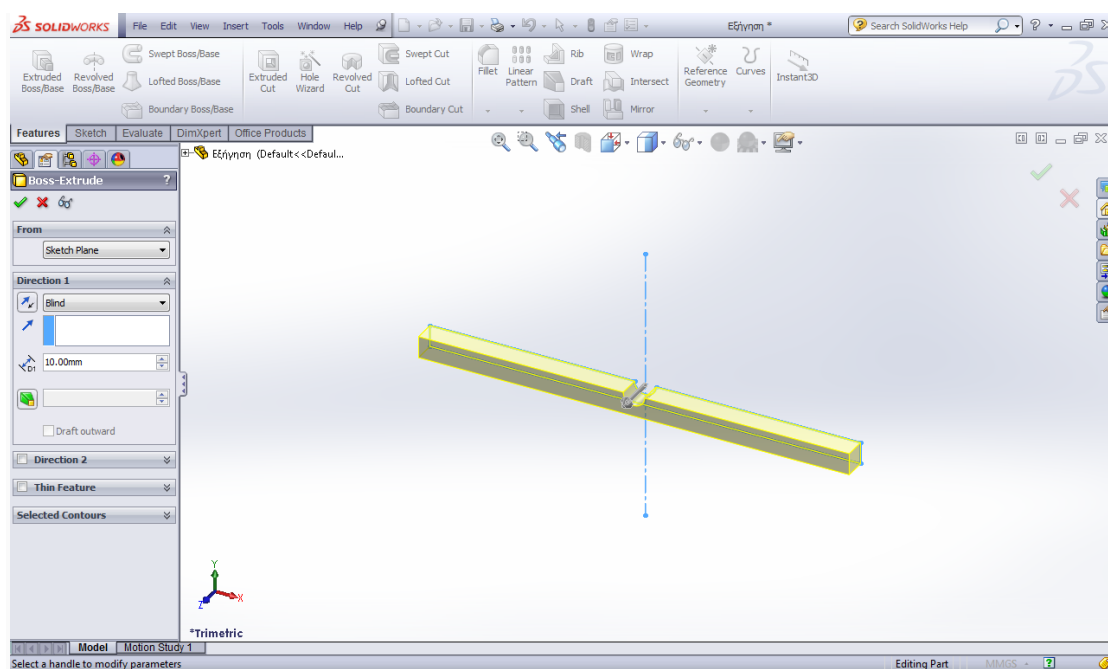 SOLIDWORKS File Edit View Insert Tools Window Help Εξήγηση * Search SolidWorks Help
Extruded Boss/Base
Revolved Boss/Base
Swept Boss/Base
Lofted Boss/Base
Boundary Boss/Base
Extruded Cut
Hole Wizard
Revolved Cut
Swept Cut
Lofted Cut
Boundary Cut
Fillet
Linear Pattern
Rib
Draft
Shell
Wrap
Intersect
Mirror
Reference Geometry
Curves
Instant3D
Features Sketch Evaluate DimXpert Office Products
Εξήγηση (Default<<Defaul...
Boss-Extrude ?
From
Sketch Plane
Direction 1
Blind
D1 10.00mm
Draft outward
Direction 2
Thin Feature
Selected Contours
Y
X
Z
*Trimetric
Model Motion Study 1
Select a handle to modify parameters Editing Part MMGS